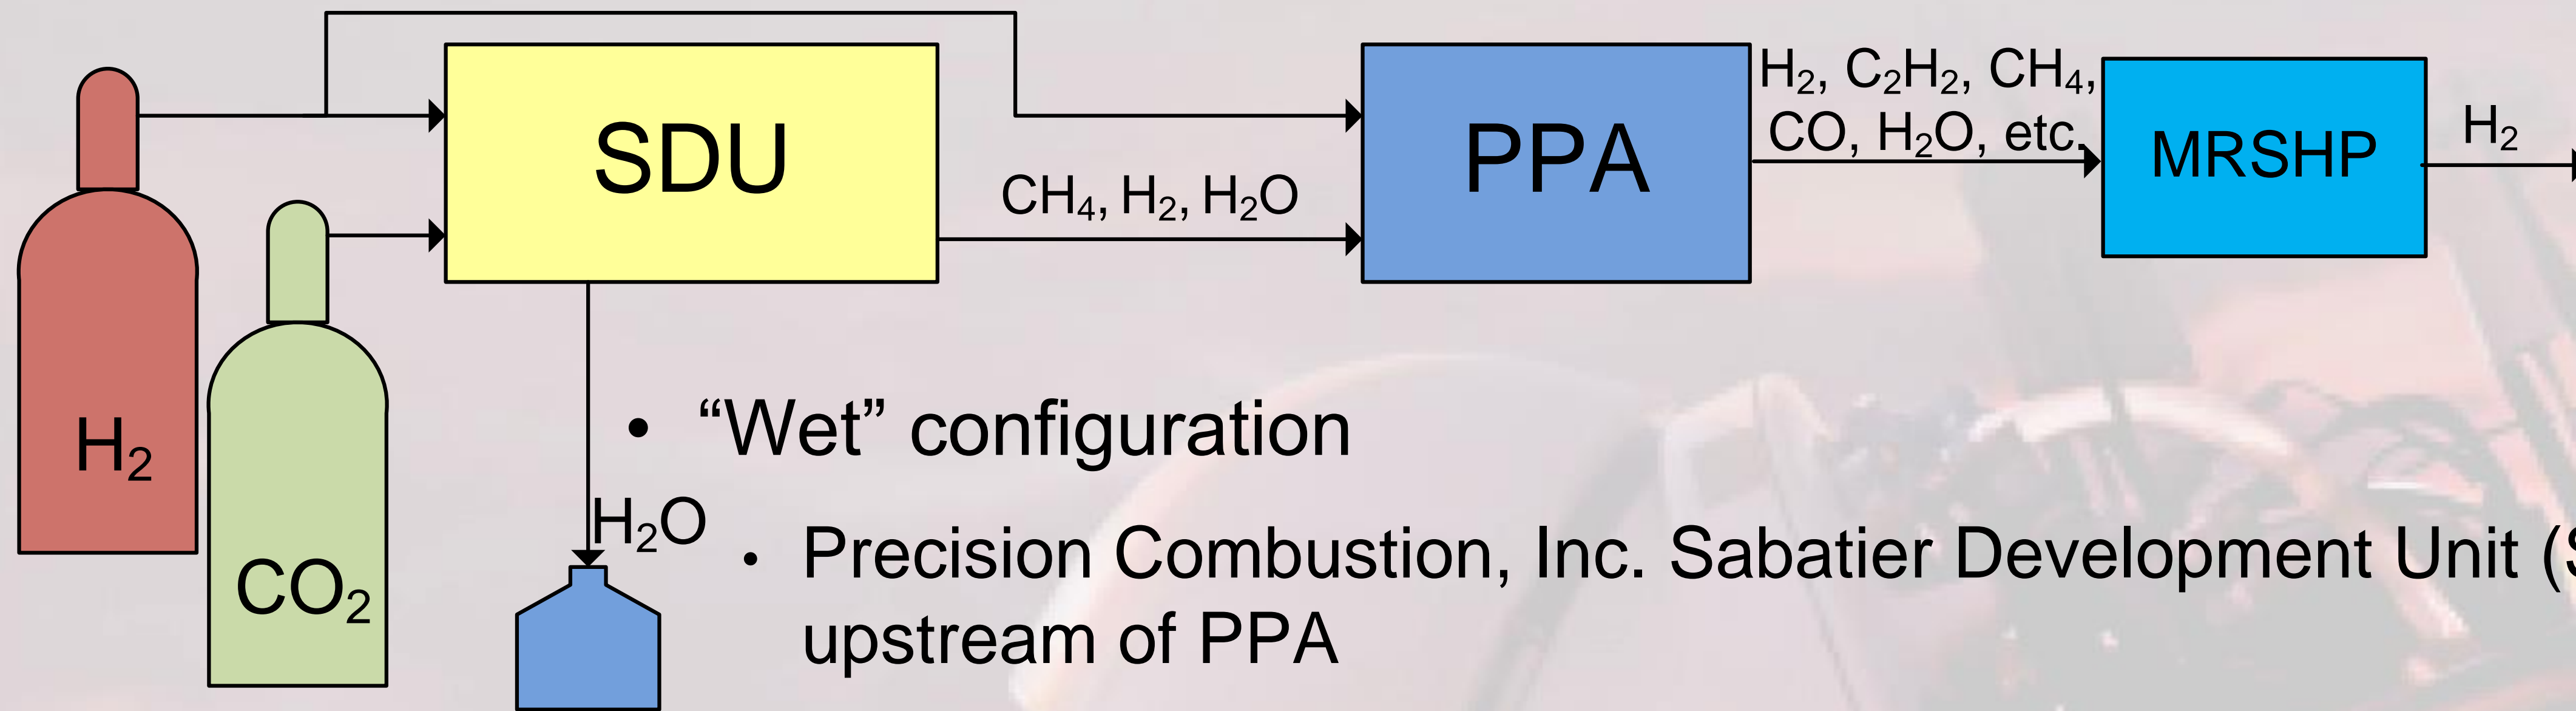 SDU
PPA
H₂, C₂H₂, CH₄,
CO, H₂O, etc.
MRSHP
H₂
CH₄, H₂, H₂O
H₂
CO₂
H₂O
• “Wet” configuration
• Precision Combustion, Inc. Sabatier Development Unit (
upstream of PPA